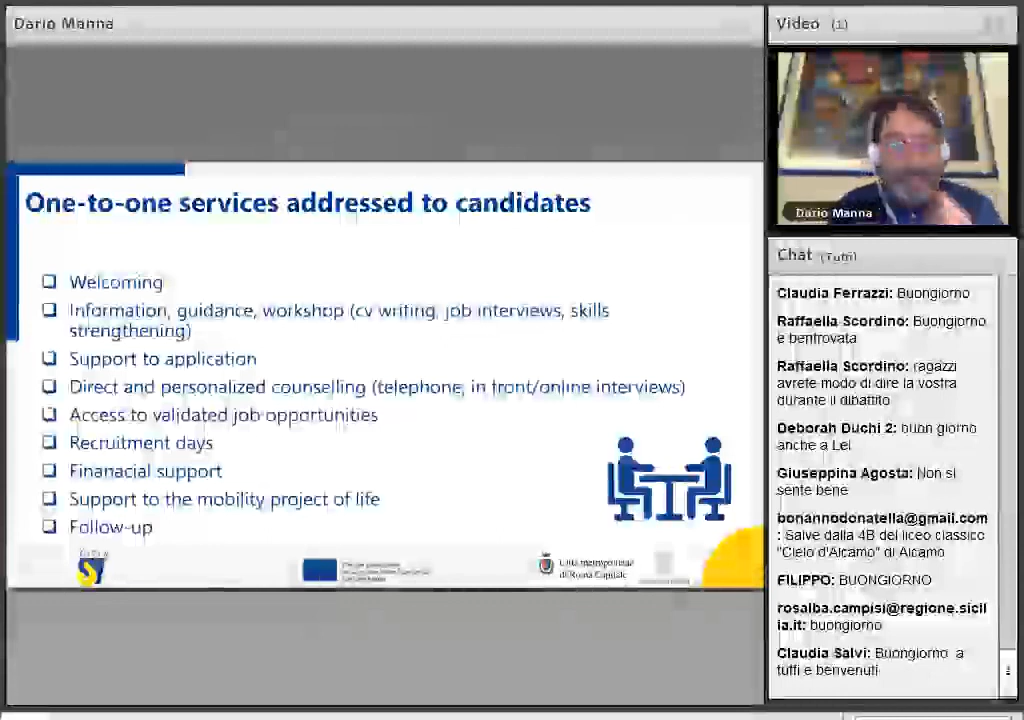 Dario Manna
One-to-one services addressed to candidates
Welcoming
Information, guidance, workshop (cv writing, job interviews, skills
strengthening)
Support to application
Direct and personalized counselling (telephone, in front/online interviews)
Access to validated job opportunities
Recruitment days
Finanacial support
Support to the mobility project of life
Follow-up
Città metropolitana
di Roma Capitale
Video (1)
Dario Manna
Chat (Tutti)
Claudia Ferrazzi: Buongiorno
Raffaella Scordino: Buongiorno
e bentrovata
Raffaella Scordino: ragazzi
avrete modo di dire la vostra
durante il dibattito
Deborah Duchi 2: buon giorno
anche a Lei
Giuseppina Agosta: Non si
sente bene
bonannodonatella@gmail.com
: Salve dalla 4B del liceo classico
"Cielo d'Alcamo" di Alcamo
FILIPPO: BUONGIORNO
rosalba.campisi@regione.sicil
ia.it: buongiorno
Claudia Salvi: Buongiorno a
tutti e benvenuti